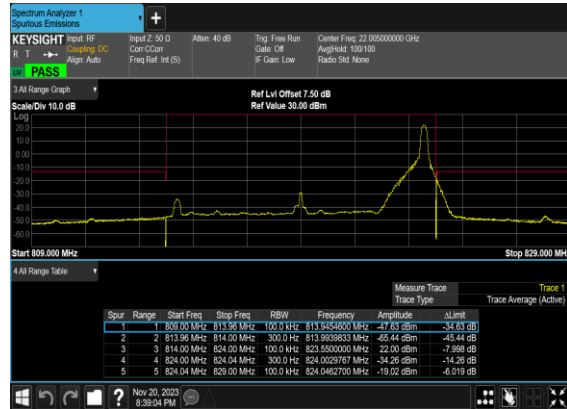 Spectrum Analyzer 1
Spurious Emissions
KEYSIGHT Input: RF Input Z: 50 Ω Atten: 40 dB Trig: Free Run Center Freq: 22.005000000 GHz
R T Coupling: DC Corr CCorr Gate: Off Avg|Hold: 100/100
Align: Auto Freq Ref: Int (S) IF Gain: Low Radio Std: None
PASS
3 All Range Graph
Ref Lvl Offset 7.50 dB
Scale/Div 10.0 dB Ref Value 30.00 dBm
Log
20.0
10.0
0.00
-10.0
-20.0
-30.0
-40.0
-50.0
-60.0
Start 809.000 MHz Stop 829.000 MH
4 All Range Table
Measure Trace Trace 1
Trace Type Trace Average (Active)
Spur Range Start Freq Stop Freq RBW Frequency Amplitude ΔLimit
1 1 809.00 MHz 813.96 MHz 100.0 kHz 813.9454600 MHz -47.63 dBm -34.63 dB
2 2 813.96 MHz 814.00 MHz 300.0 Hz 813.9939833 MHz -65.44 dBm -45.44 dB
3 3 814.00 MHz 824.00 MHz 100.0 kHz 823.5500000 MHz 22.00 dBm -7.998 dB
4 4 824.00 MHz 824.04 MHz 300.0 Hz 824.0029767 MHz -34.26 dBm -14.26 dB
5 5 824.04 MHz 829.00 MHz 100.0 kHz 824.0462700 MHz -19.02 dBm -6.019 dB
? Nov 20, 2023
8:39:04 PM